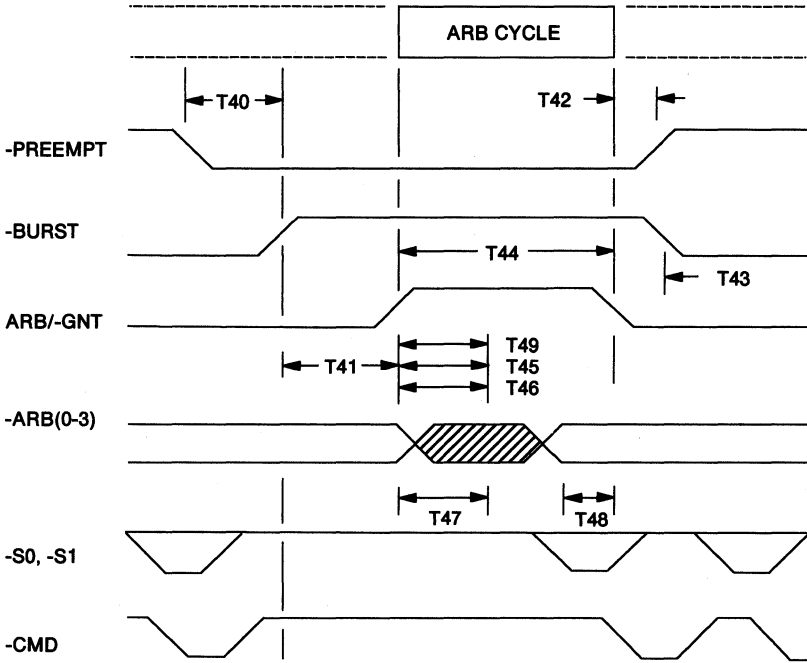 ARB CYCLE
T40
T42
-PREEMPT
-BURST
T44
T43
ARB/-GNT
T49
T41
T45
T46
-ARB(0-3)
T47
T48
-S0, -S1
-CMD